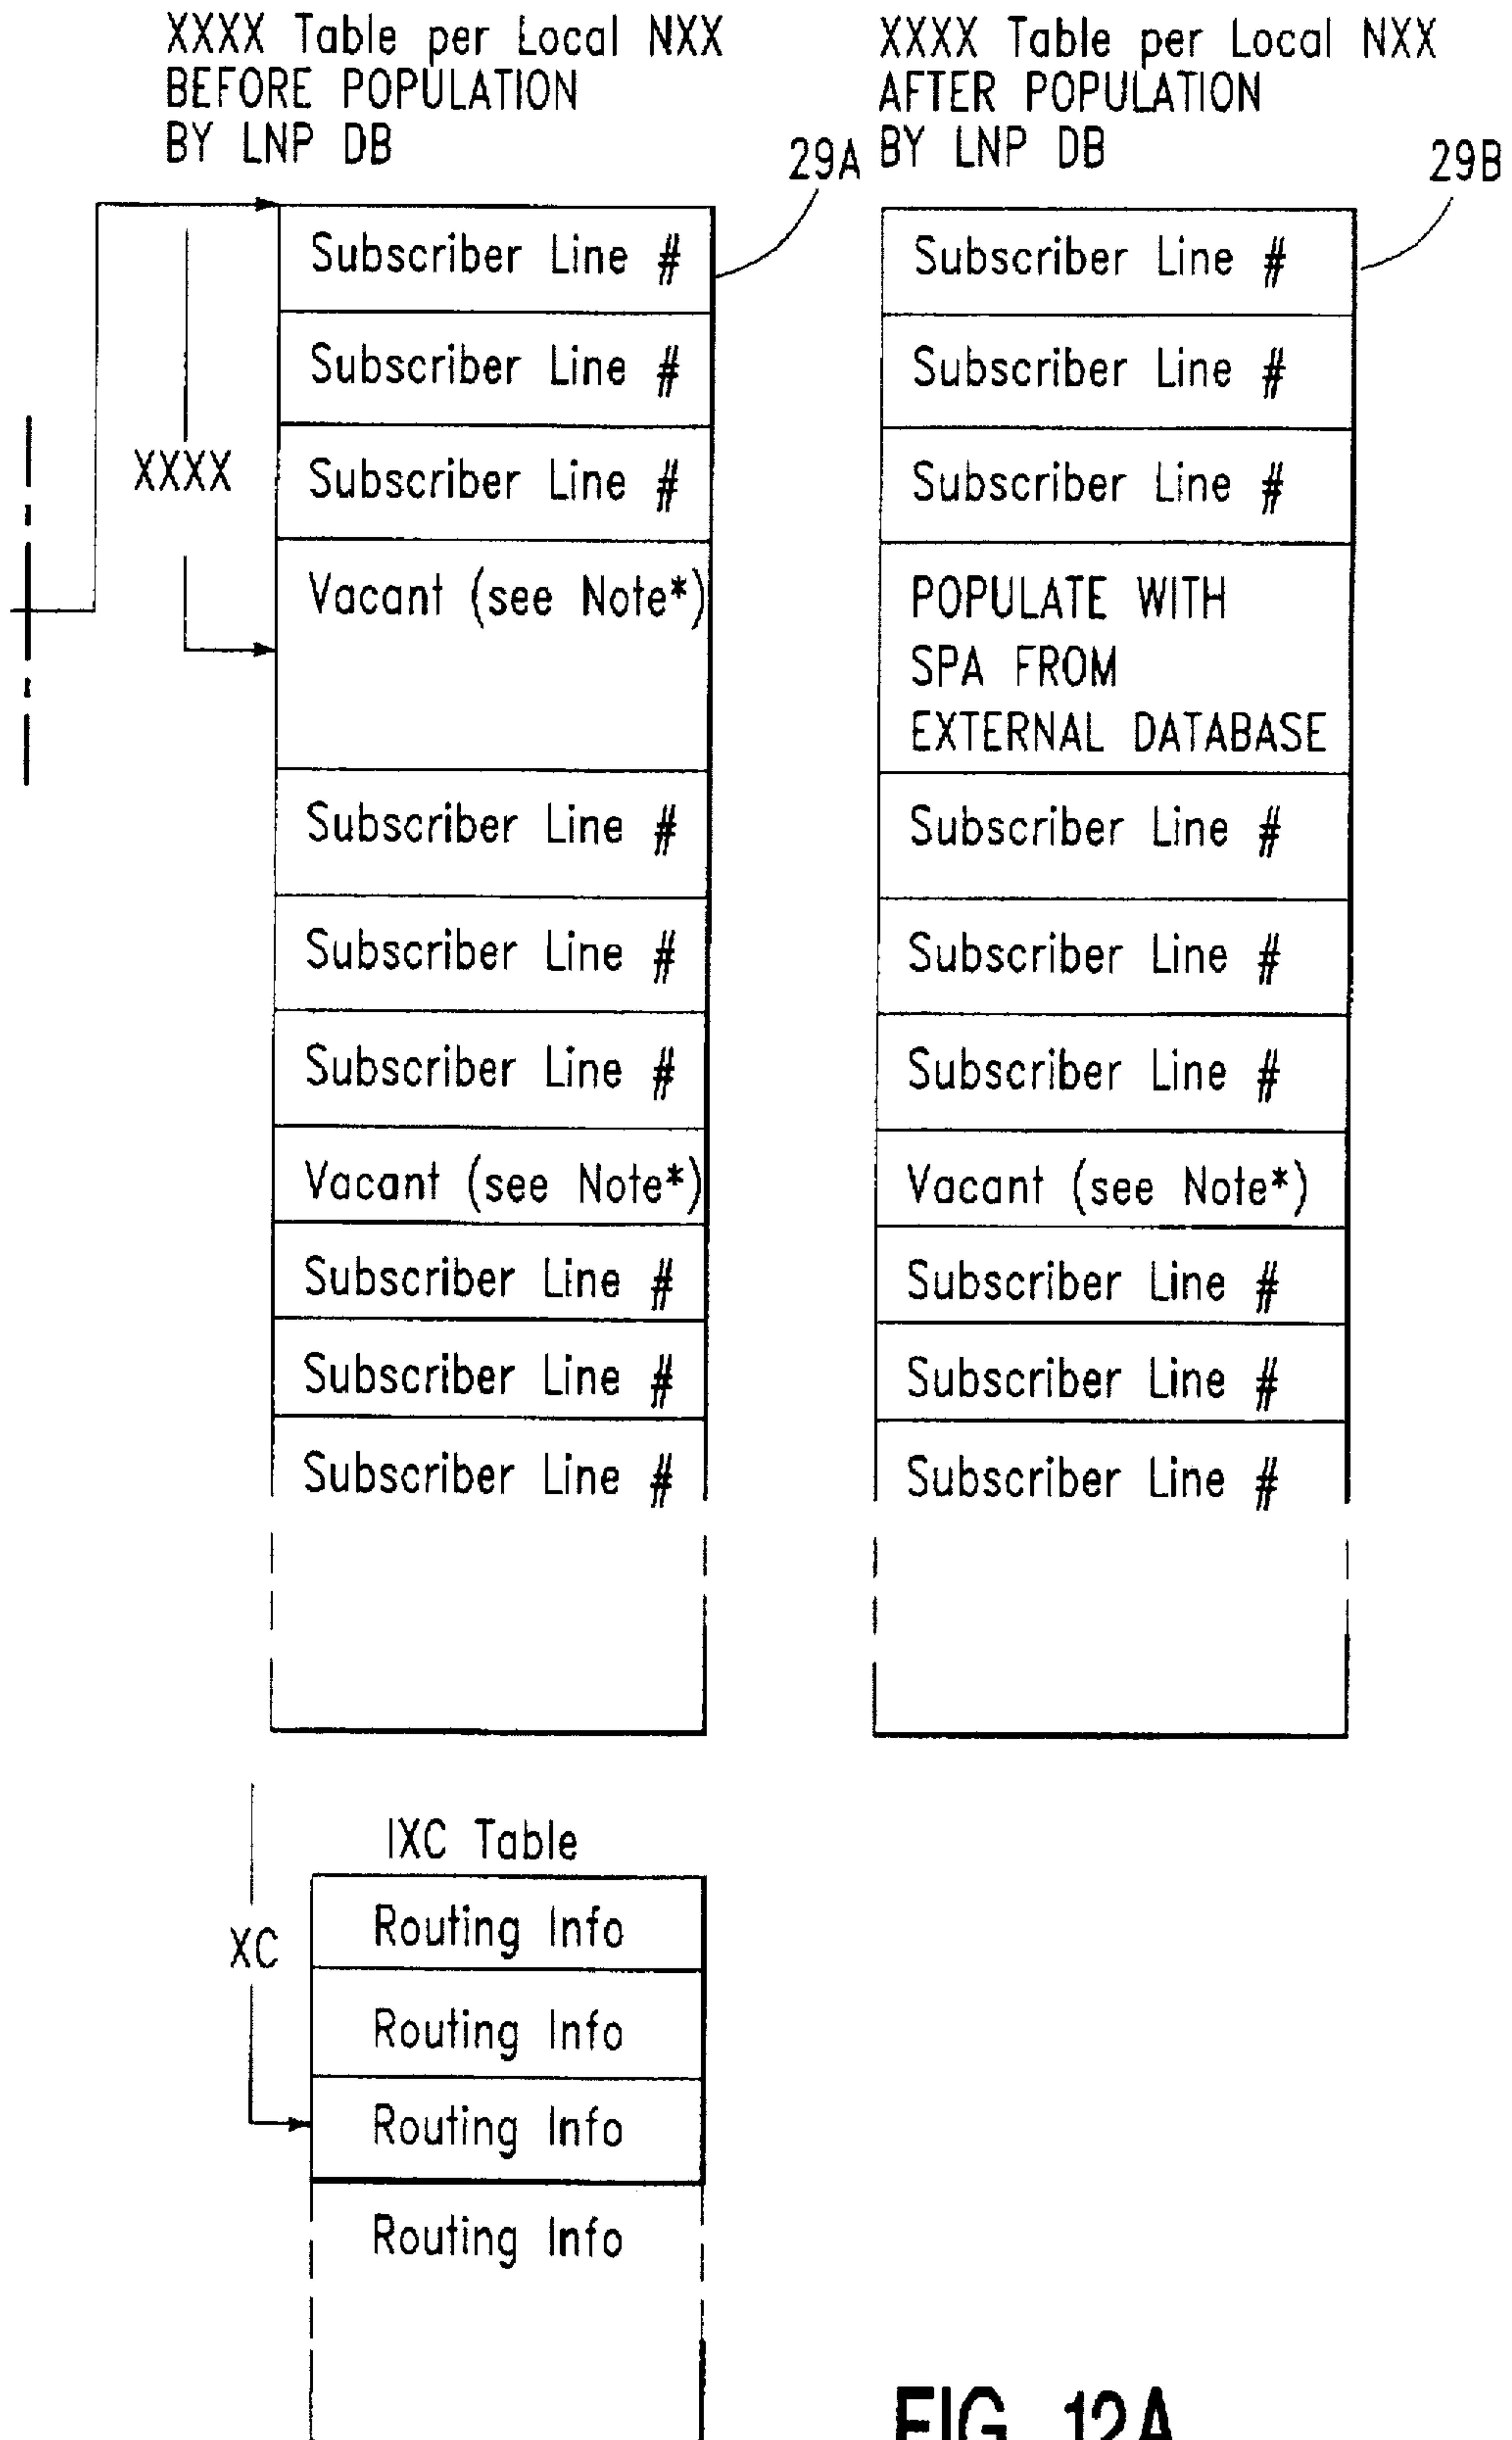 XXXX Table per Local NXX
BEFORE POPULATION
BY LNP DB
29A
XXXX
Subscriber Line #
Subscriber Line #
Subscriber Line #
Vacant (see Note*)
Subscriber Line #
Subscriber Line #
Subscriber Line #
Vacant (see Note*)
Subscriber Line #
Subscriber Line #
Subscriber Line #
XXXX Table per Local NXX
AFTER POPULATION
BY LNP DB
29B
Subscriber Line #
Subscriber Line #
Subscriber Line #
POPULATE WITH
SPA FROM
EXTERNAL DATABASE
Subscriber Line #
Subscriber Line #
Subscriber Line #
Vacant (see Note*)
Subscriber Line #
Subscriber Line #
Subscriber Line #
IXC Table
XC
Routing Info
Routing Info
Routing Info
Routing Info
FIG. 12A